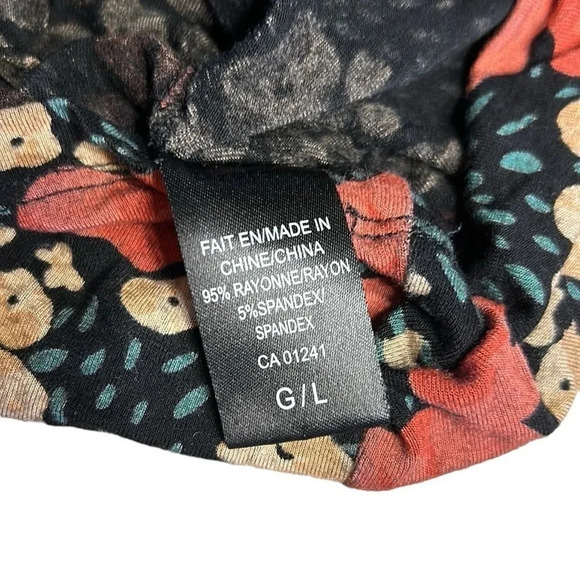 FAIT EN/MADE IN
CHINE/CHINA
95% RAYONNE/RAYON
5%SPANDEX/
SPANDEX
CA 01241
G / L